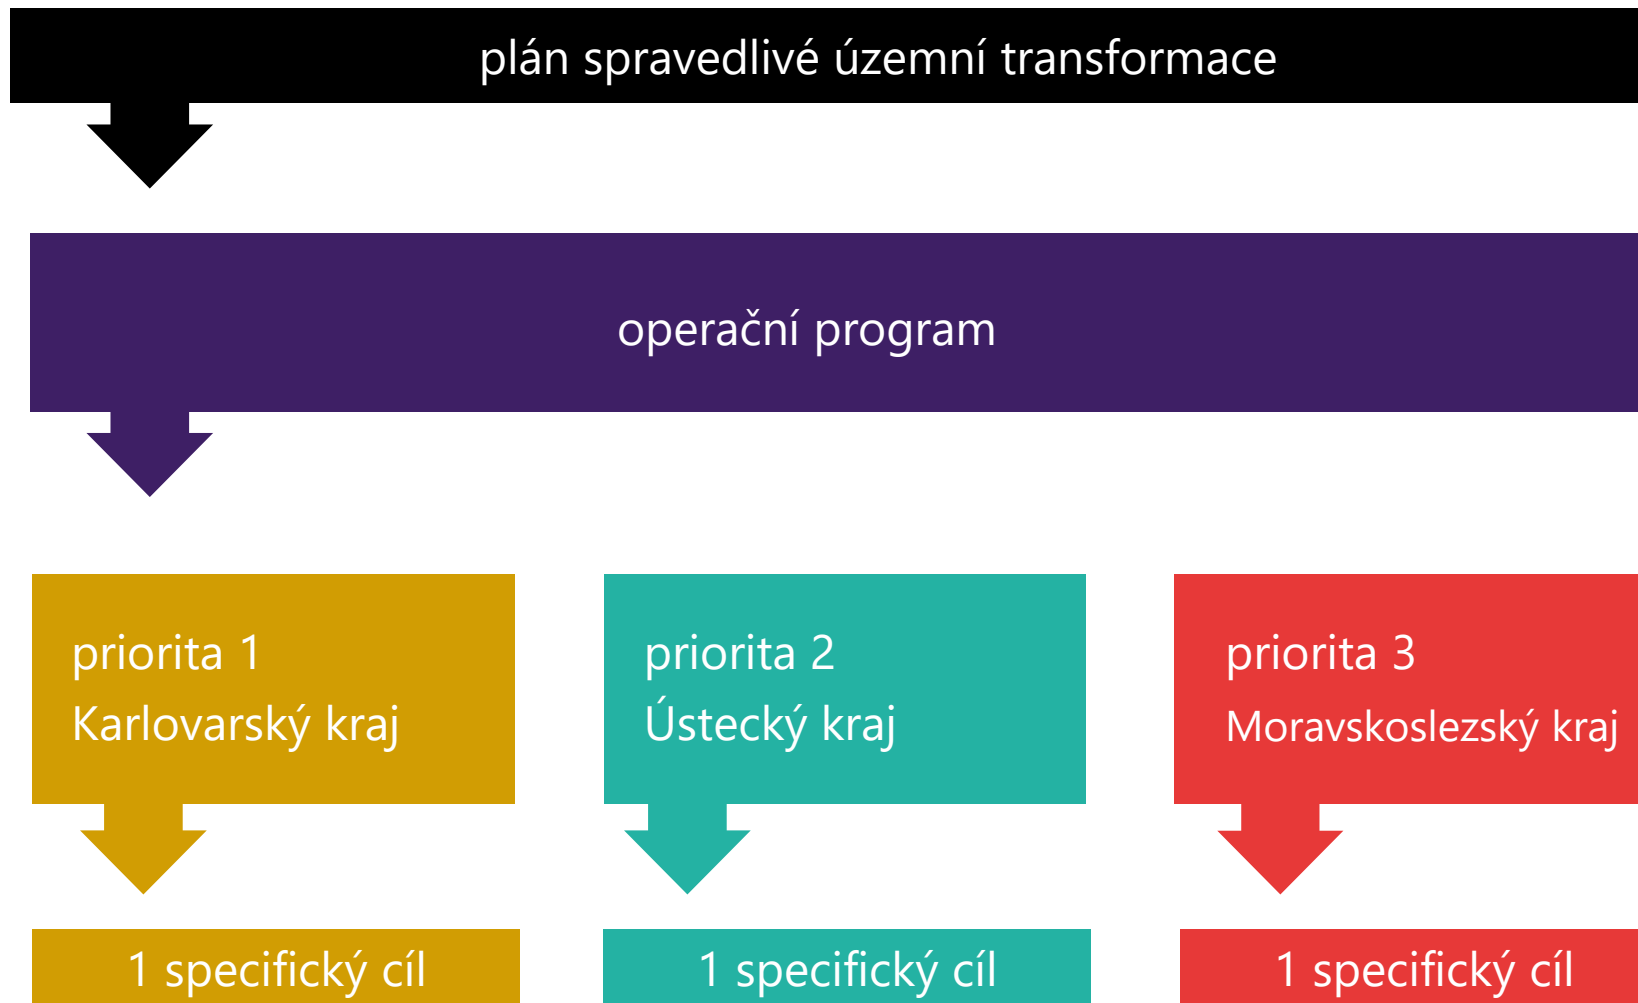 plán spravedlivé územní transformace
operační program
priorita 1
Karlovarský kraj
priorita 2
Ústecký kraj
priorita 3
Moravskoslezský kraj
1 specifický cíl
1 specifický cíl
1 specifický cíl